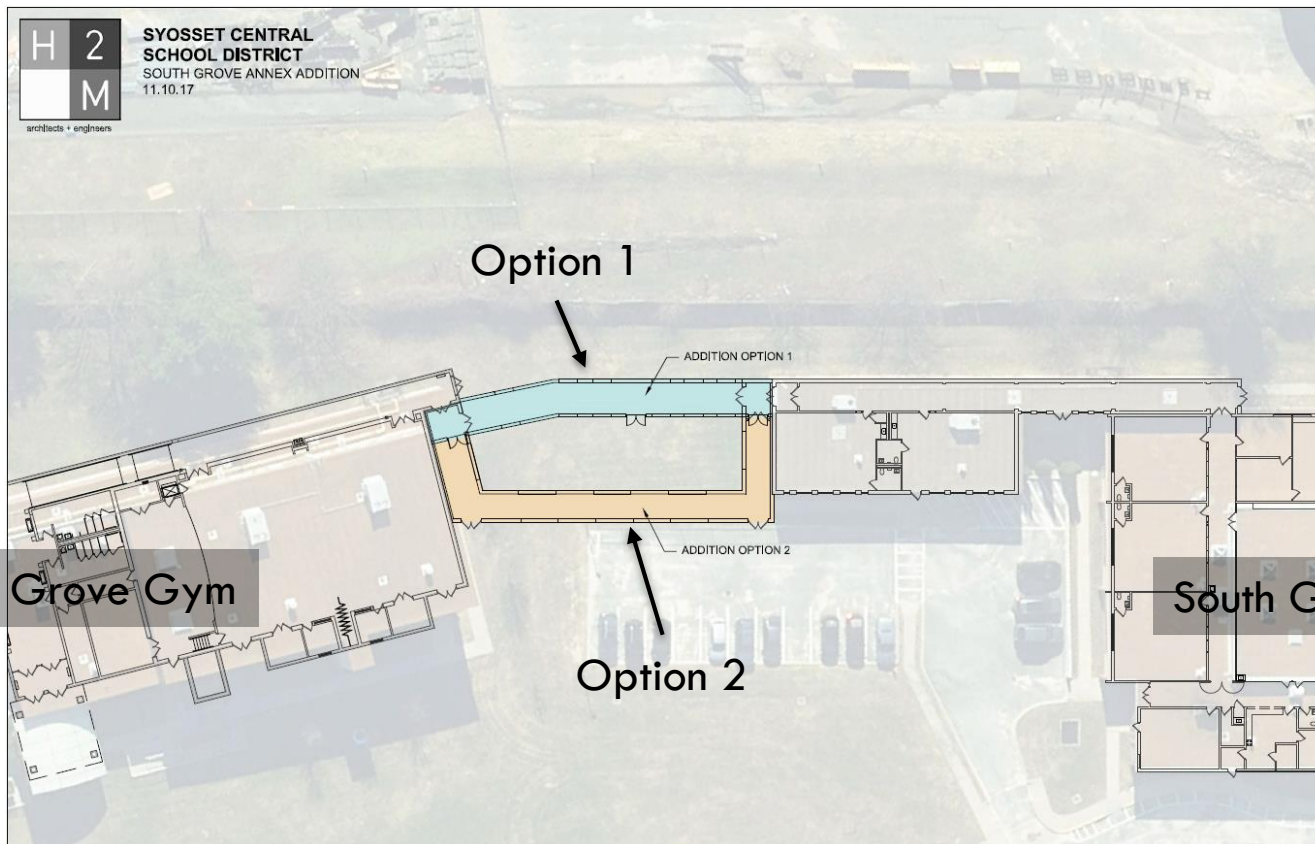 H 2
M
architects + engineers
SYOSSET CENTRAL
SCHOOL DISTRICT
SOUTH GROVE ANNEX ADDITION
11.10.17
Option 1
ADDITION OPTION 1
ADDITION OPTION 2
Grove Gym
South G
Option 2